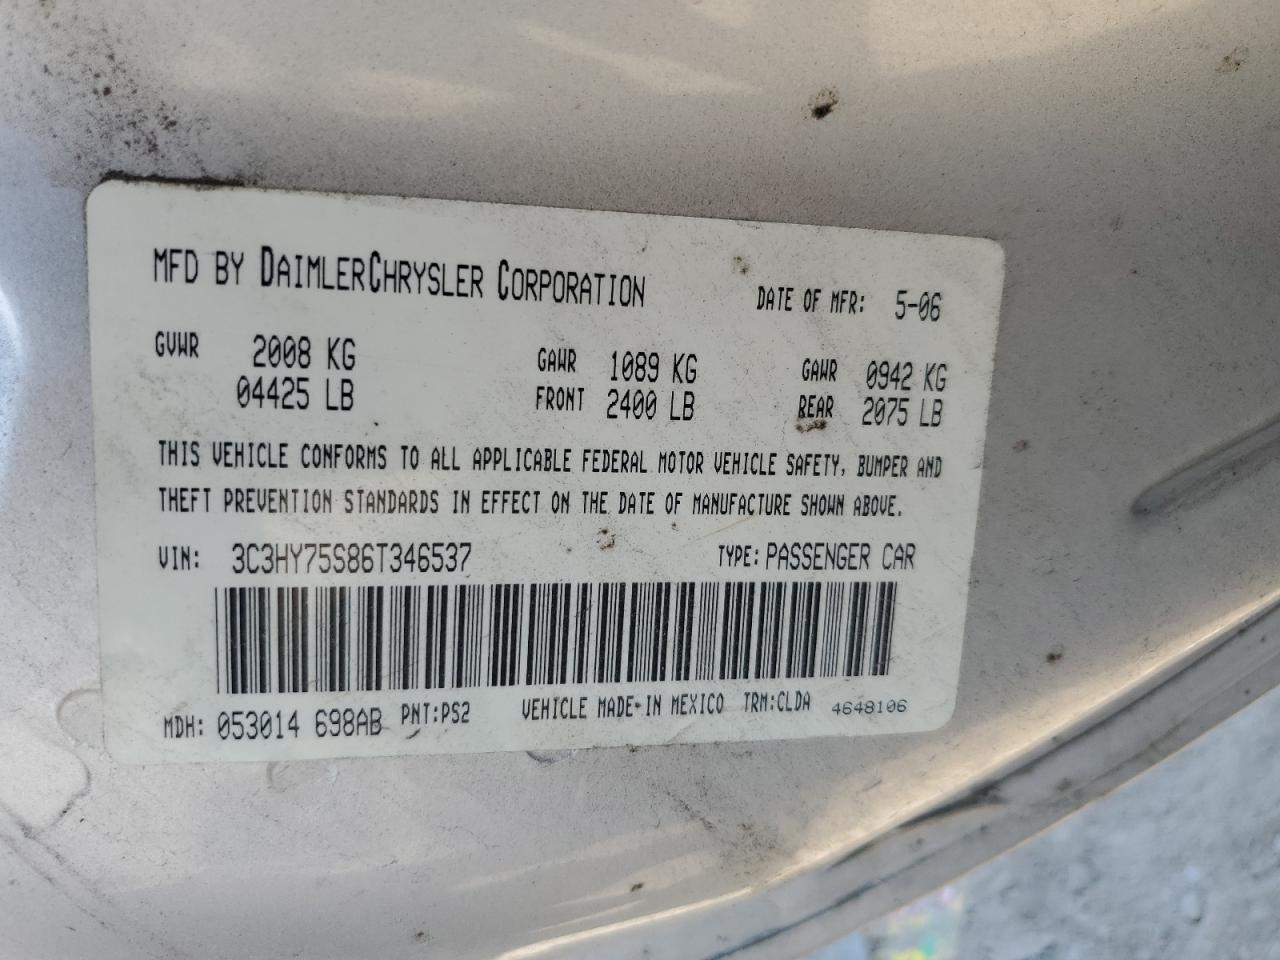 MFD BY DAIMLERCHRYSLER CORPORATION DATE OF MFR: 5-06
GVWR 2008 KG GAWR 1089 KG GAWR 0942 KG
04425 LB FRONT 2400 LB REAR 2075 LB
THIS VEHICLE CONFORMS TO ALL APPLICABLE FEDERAL MOTOR VEHICLE SAFETY, BUMPER AND
THEFT PREVENTION STANDARDS IN EFFECT ON THE DATE OF MANUFACTURE SHOWN ABOVE.
VIN: 3C3HY75S86T346537 TYPE: PASSENGER CAR
MDH: 053014 698AB PNT:PS2 VEHICLE MADE-IN MEXICO TRM:CLDA 4648106